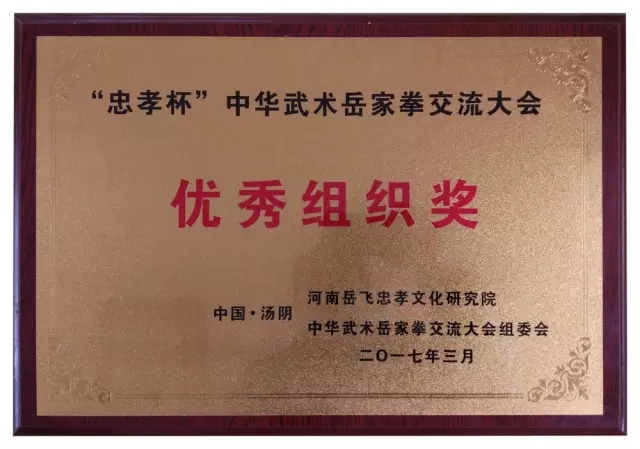 “忠孝杯”中华武术岳家拳交流大会
优秀组织奖
中国·汤阴
河南岳飞忠孝文化研究院
中华武术岳家拳交流大会组委会
二〇一七年三月